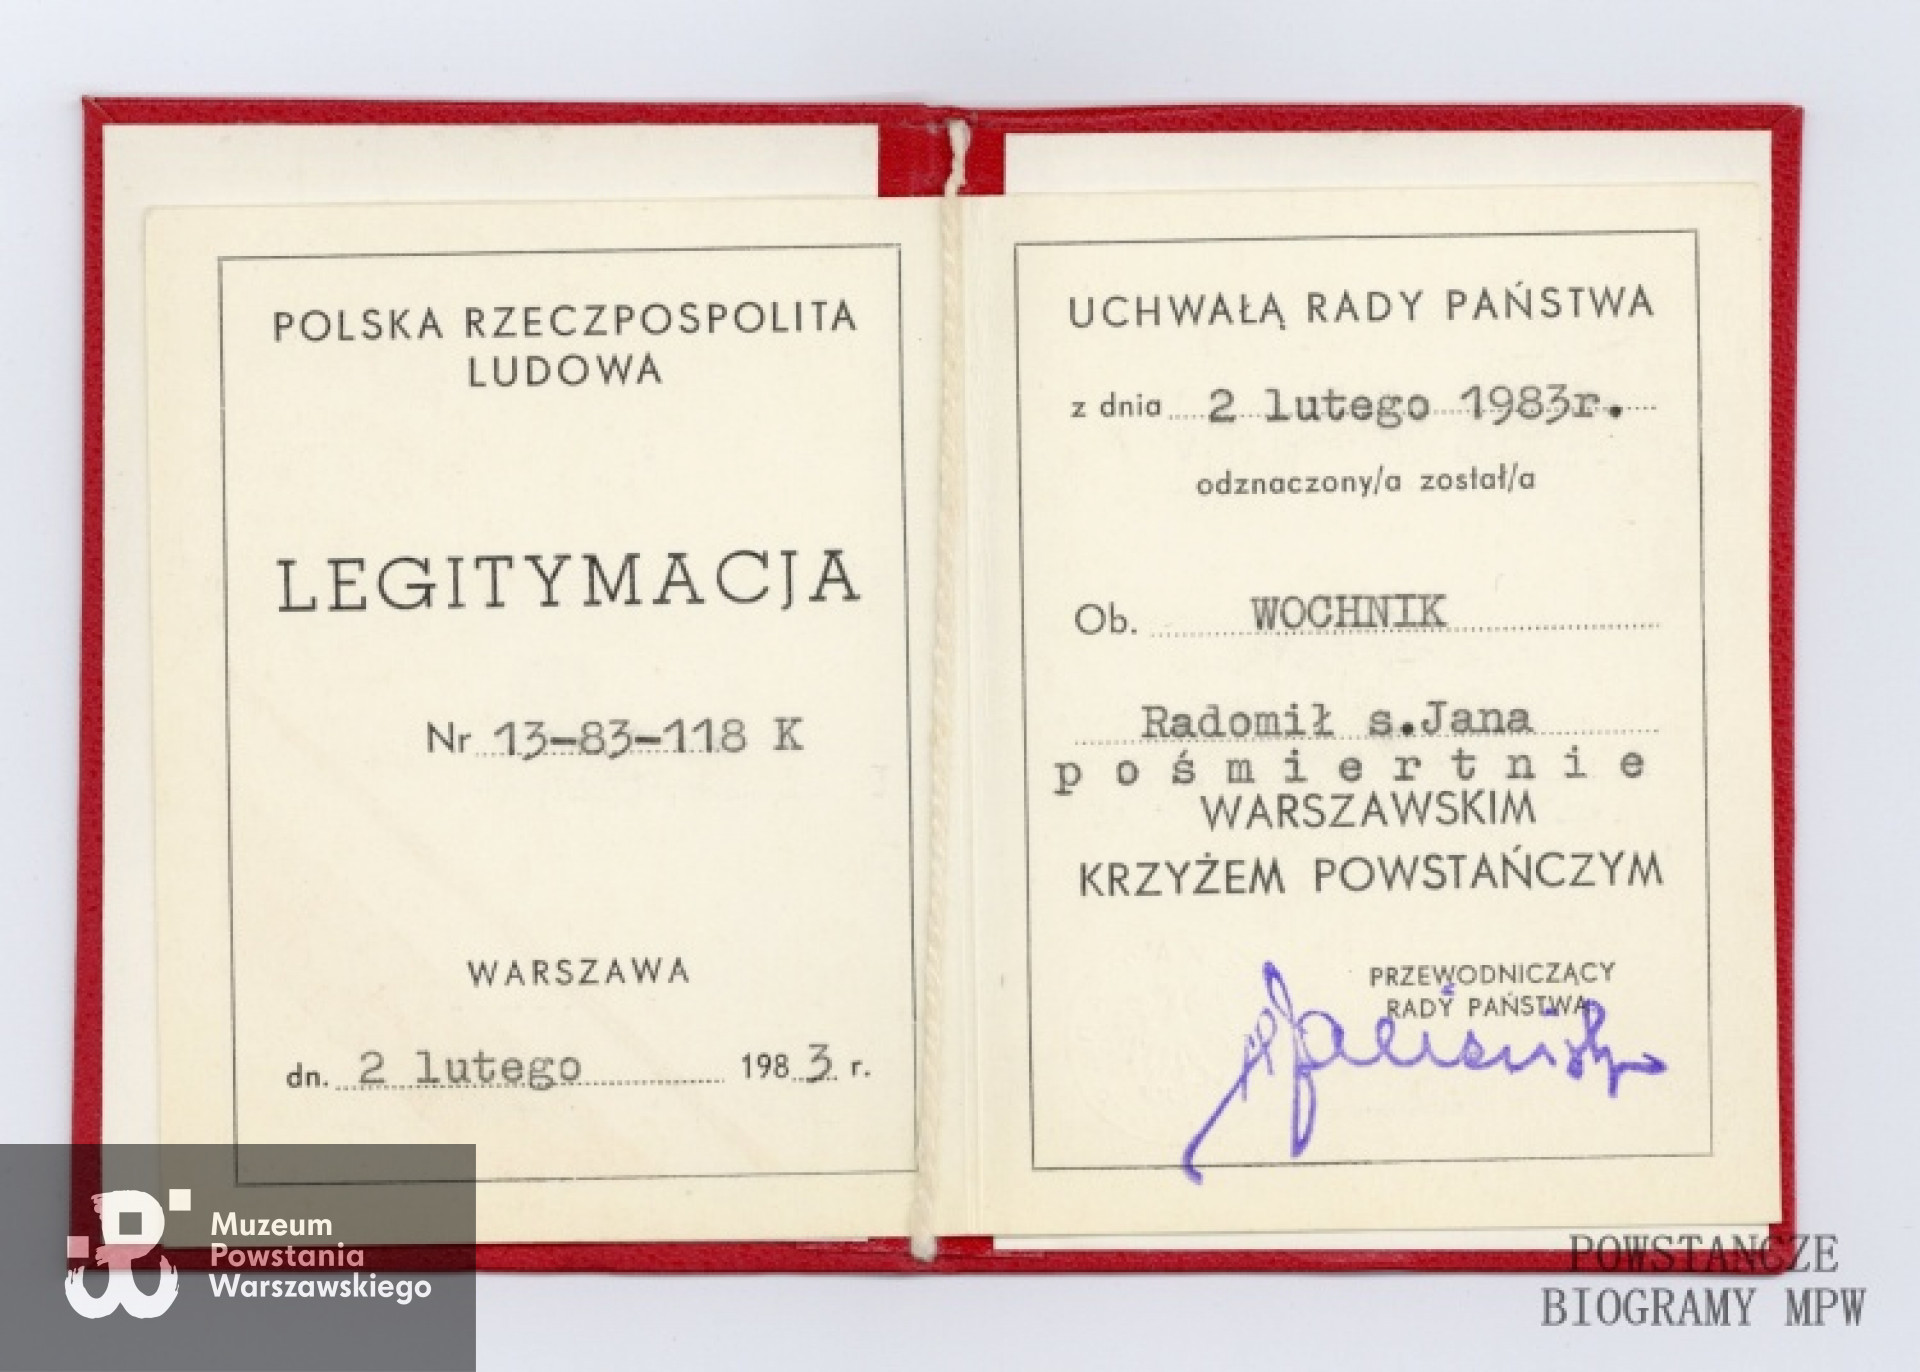 POLSKA RZECZPOSPOLITA
LUDOWA
LEGITYMACJA
Nr 13-83-118 K
WARSZAWA
dn. 2 lutego 1983 r.
UCHWAŁĄ RADY PAŃSTWA
z dnia 2 lutego 1983r.
odznaczony/a został/a
Ob. WOCHNIK
Radomił s.Jana
pośmiertnie
WARSZAWSKIM
KRZYŻEM POWSTAŃCZYM
PRZEWODNICZĄCY
RADY PAŃSTWA
Muzeum
Powstania
Warszawskiego
POWSTAŃCZE
BIOGRAMY MPW